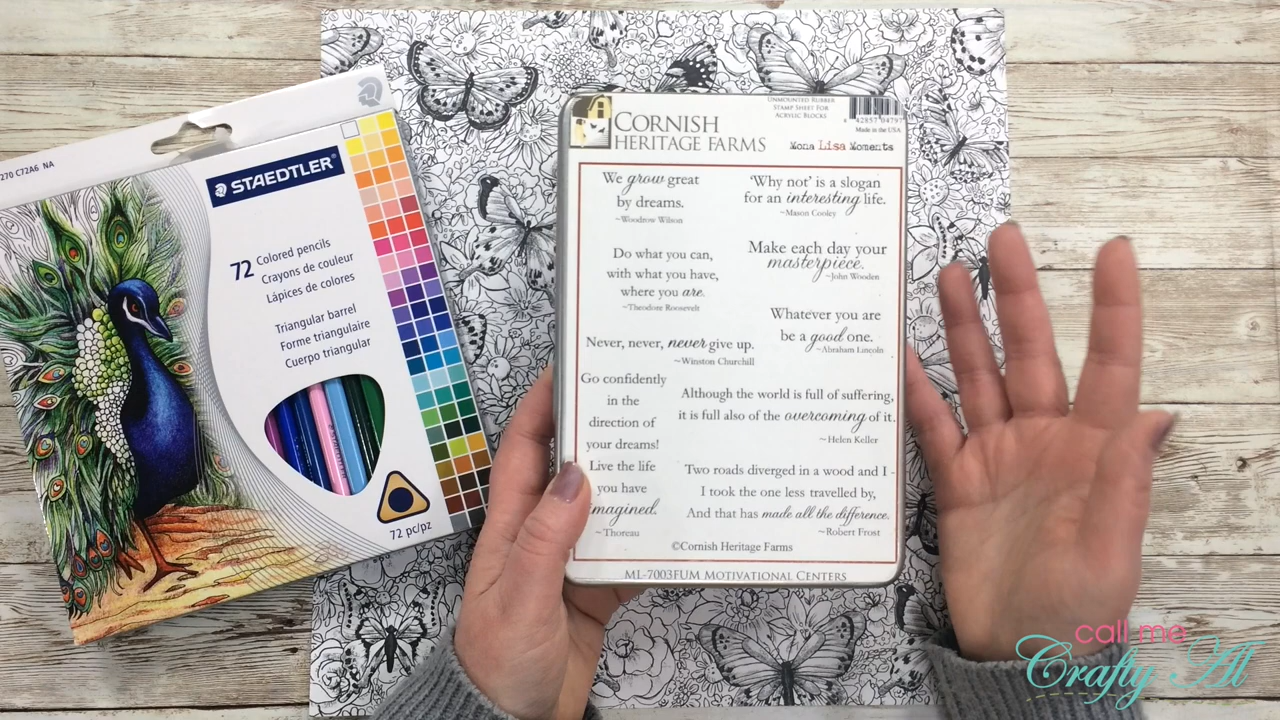 270 C72A6 NA
STAEDTLER
72 Colored pencils
Crayons de couleur
Lápices de colores
Triangular barrel
Forme triangulaire
Cuerpo triangular
72 pc/pz
CORNISH
HERITAGE FARMS
UNMOUNTED RUBBER
STAMP SHEET FOR
ACRYLIC BLOCKS
Made in the USA
Mona Lisa Moments
We grow great
by dreams.
~Woodrow Wilson
'Why not' is a slogan
for an interesting life.
~Mason Cooley
Do what you can,
with what you have,
where you are.
~Theodore Roosevelt
Make each day your
masterpiece.
~John Wooden
Whatever you are
be a good one.
~Abraham Lincoln
Never, never, never give up.
~Winston Churchill
Go confidently
in the
direction of
your dreams!
Live the life
you have
imagined.
~Thoreau
Although the world is full of suffering,
it is full also of the overcoming of it.
~Helen Keller
Two roads diverged in a wood and I -
I took the one less travelled by,
And that has made all the difference.
~Robert Frost
©Cornish Heritage Farms
ML-7003FUM MOTIVATIONAL CENTERS
call me
Crafty Al